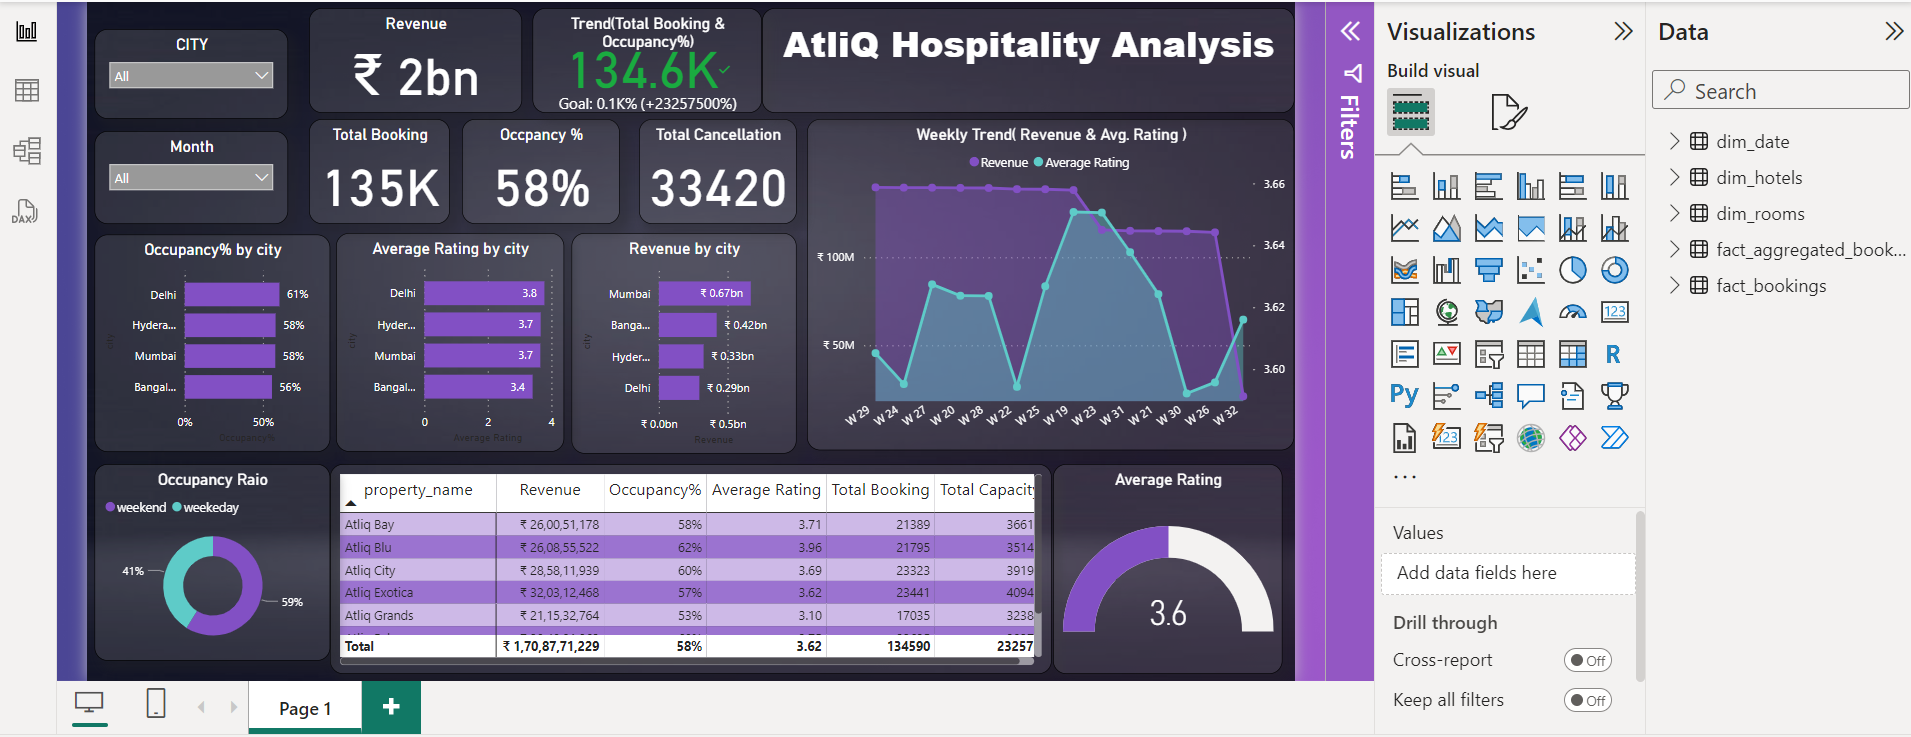 CITY
All
Month
All
Revenue
₹ 2bn
Trend(Total Booking &
Occupancy%)
134.6K
Goal: 0.1K% (+23257500%)
AtliQ Hospitality Analysis
Total Booking
135K
Occpancy %
58%
Total Cancellation
33420
Weekly Trend( Revenue & Avg. Rating )
Revenue
Average Rating
3.66
3.64
3.62
3.60
₹ 100M
₹ 50M
W 29
W 24
W 27
W 20
W 28
W 22
W 25
W 19
W 23
W 31
W 21
W 30
W 26
W 32
Occupancy% by city
city
Delhi
61%
Hydera...
58%
Mumbai
58%
Bangal...
56%
0%
50%
Occupancy%
Average Rating by city
city
Delhi
3.8
Hyder...
3.7
Mumbai
3.7
Bangal...
3.4
0
2
4
Average Rating
Revenue by city
city
Mumbai
₹ 0.67bn
Banga...
₹ 0.42bn
Hyder...
₹ 0.33bn
Delhi
₹ 0.29bn
₹ 0.0bn
₹ 0.5bn
Revenue
Occupancy Raio
weekend
weekeday
41%
59%
property_name Revenue Occupancy% Average Rating Total Booking Total Capacity
Atliq Bay ₹ 26,00,51,178 58% 3.71 21389 3661
Atliq Blu ₹ 26,08,55,522 62% 3.96 21795 3514
Atliq City ₹ 28,58,11,939 60% 3.69 23323 3919
Atliq Exotica ₹ 32,03,12,468 57% 3.62 23441 4094
Atliq Grands ₹ 21,15,32,764 53% 3.10 17035 3238
Total ₹ 1,70,87,71,229 58% 3.62 134590 23257
Average Rating
3.6
Filters
Visualizations
Build visual
123
R
Py
123
...
Values
Add data fields here
Drill through
Cross-report
Off
Keep all filters
Off
Data
Search
dim_date
dim_hotels
dim_rooms
fact_aggregated_book...
fact_bookings
DAX
Page 1
+